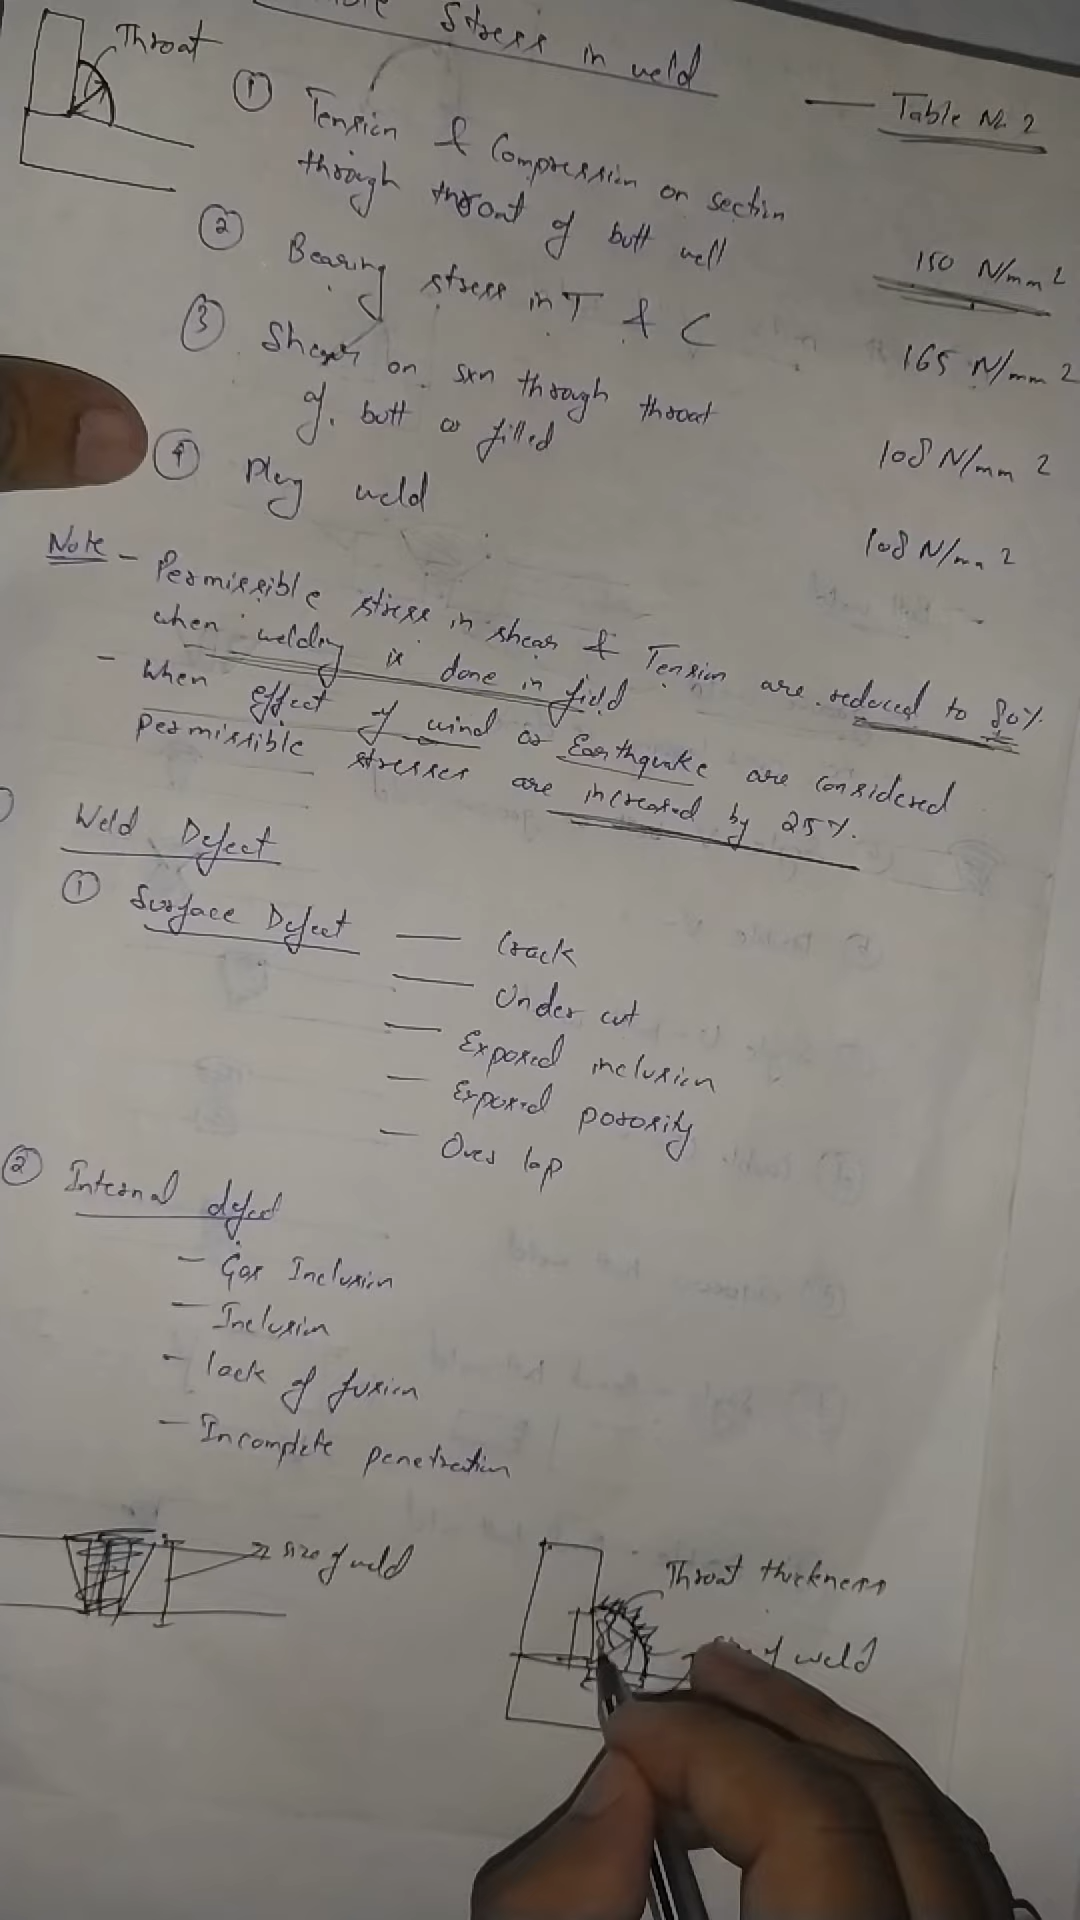 Stress in weld
Throat
Table No. 2
① Tension & Compression on section
through throat of butt well
150 N/mm2
② Bearing stress in T & C
165 N/mm2
③ Shear on sxn through throat
of butt or filled
108 N/mm2
④ Plug weld
108 N/mm2
Note - Permissible stress in shear & Tension are reduced to 80%
when welding is done in field
- When effect of wind or Earthquake are considered
permissible stresses are increased by 25%.
Weld Defect
① Surface Defect — Crack
— Under cut
— Exposed inclusion
— Exposed porosity
— Over lap
② Internal defect
- Gas Inclusion
- Inclusion
- lack of fusion
- Incomplete penetration
size of weld
Throat thickness
of weld